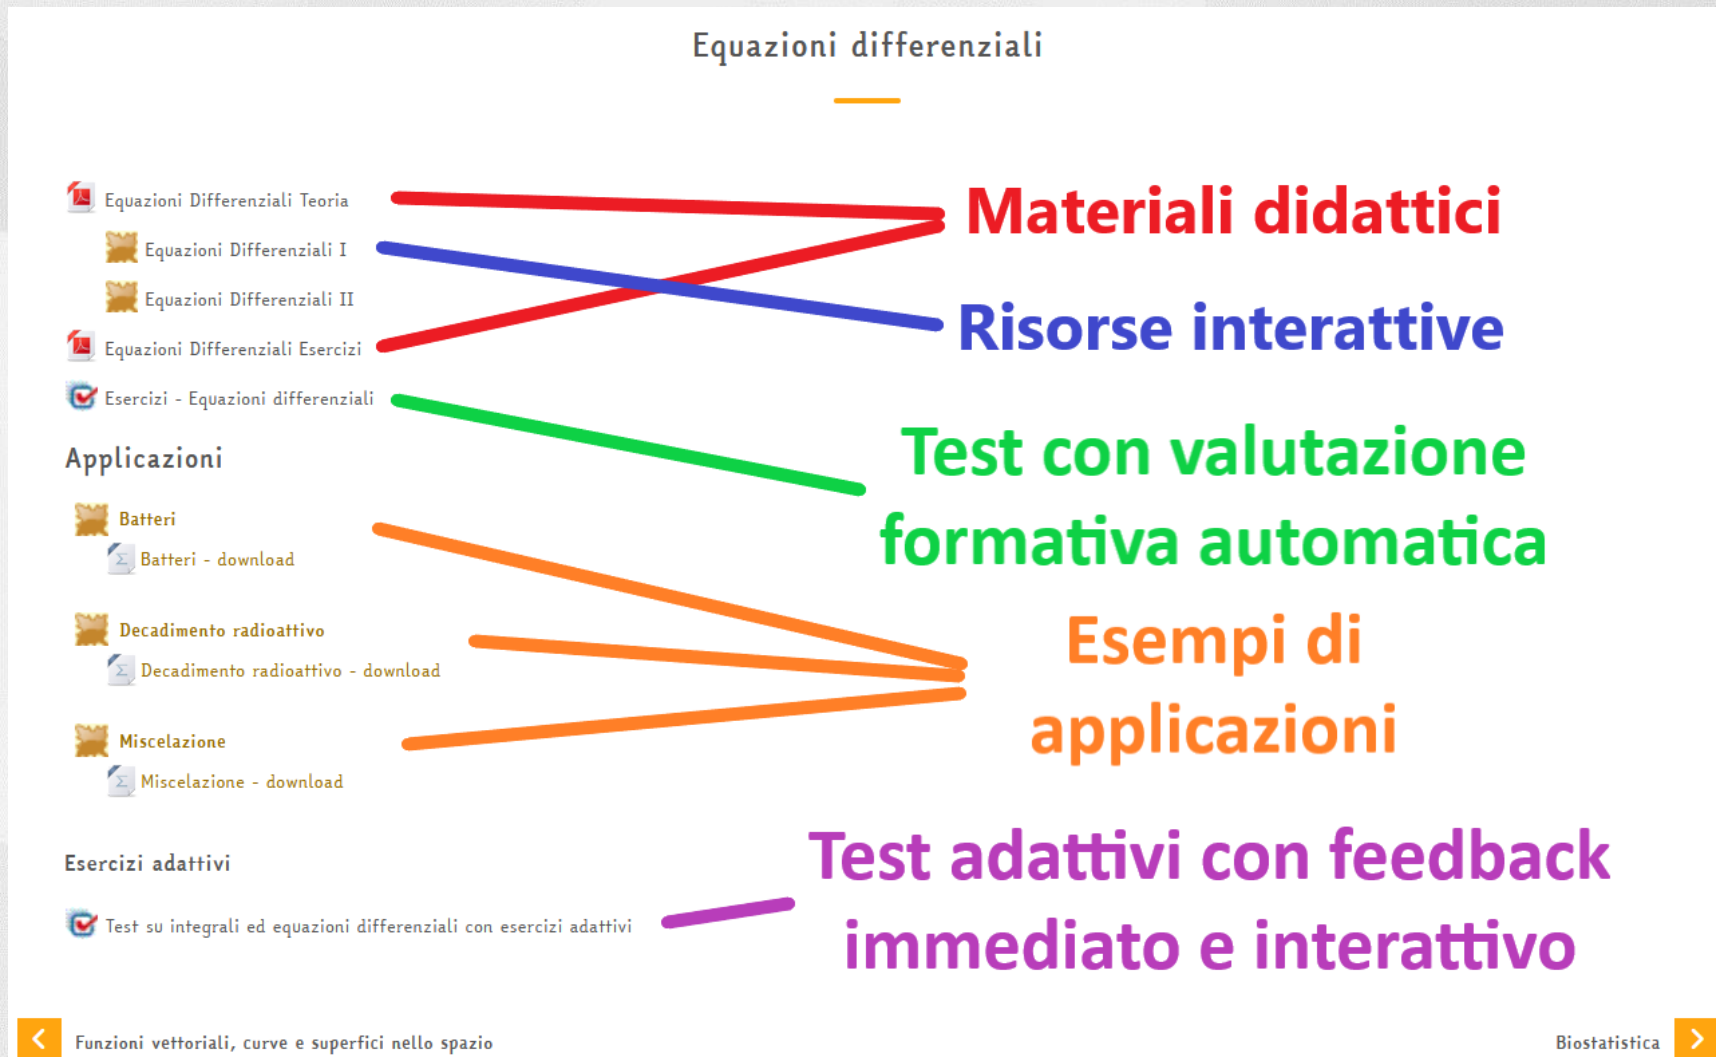 Equazioni differenziali
Equazioni Differenziali Teoria
Equazioni Differenziali I
Equazioni Differenziali II
Equazioni Differenziali Esercizi
Esercizi - Equazioni differenziali
Applicazioni
Batteri
Batteri - download
Decadimento radioattivo
Decadimento radioattivo - download
Miscelazione
Miscelazione - download
Esercizi adattivi
Test su integrali ed equazioni differenziali con esercizi adattivi
Materiali didattici
Risorse interattive
Test con valutazione
formativa automatica
Esempi di
applicazioni
Test adattivi con feedback
immediato e interattivo
Funzioni vettoriali, curve e superfici nello spazio
Biostatistica